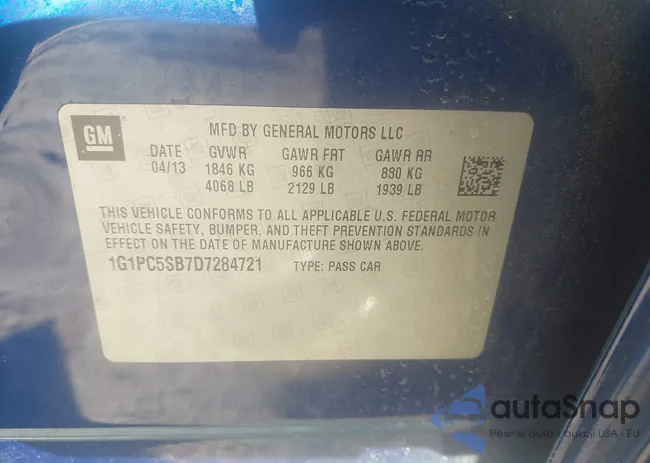 GM
MFD BY GENERAL MOTORS LLC
DATE GVWR GAWR FRT GAWR RR
04/13 1846 KG 966 KG 880 KG
4068 LB 2129 LB 1939 LB
THIS VEHICLE CONFORMS TO ALL APPLICABLE U.S. FEDERAL MOTOR
VEHICLE SAFETY, BUMPER, AND THEFT PREVENTION STANDARDS IN
EFFECT ON THE DATE OF MANUFACTURE SHOWN ABOVE.
1G1PC5SB7D7284721 TYPE: PASS CAR
autaSnap
Pewne auta z aukcji USA i EU